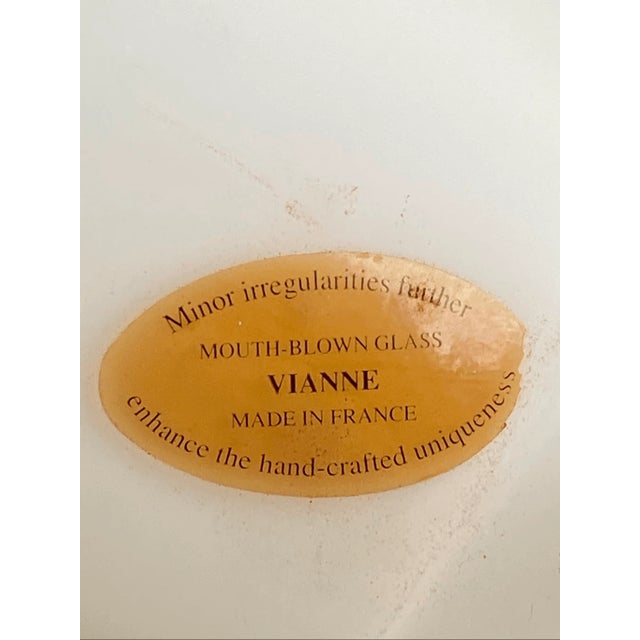 Minor irregularities further
MOUTH-BLOWN GLASS
VIANNE
MADE IN FRANCE
enhance the hand-crafted uniqueness